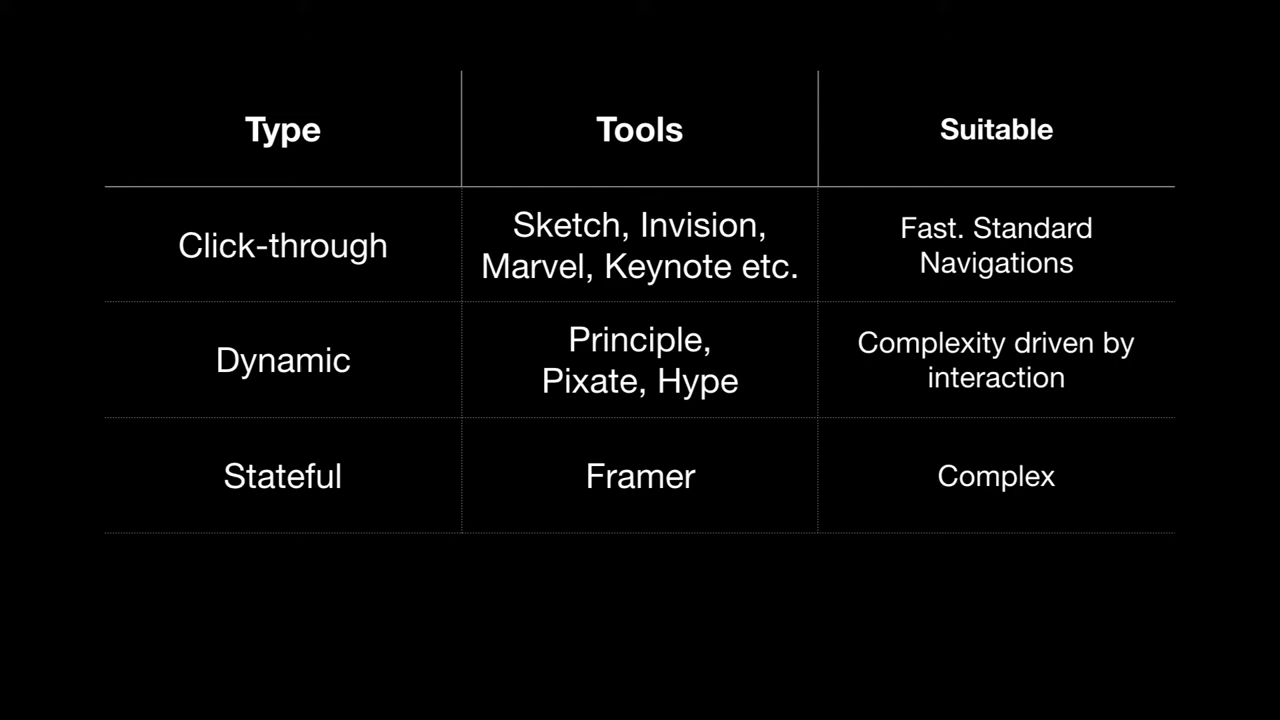 Type
Tools
Suitable
Click-through
Sketch, Invision,
Marvel, Keynote etc.
Fast. Standard
Navigations
Dynamic
Principle,
Pixate, Hype
Complexity driven by
interaction
Stateful
Framer
Complex